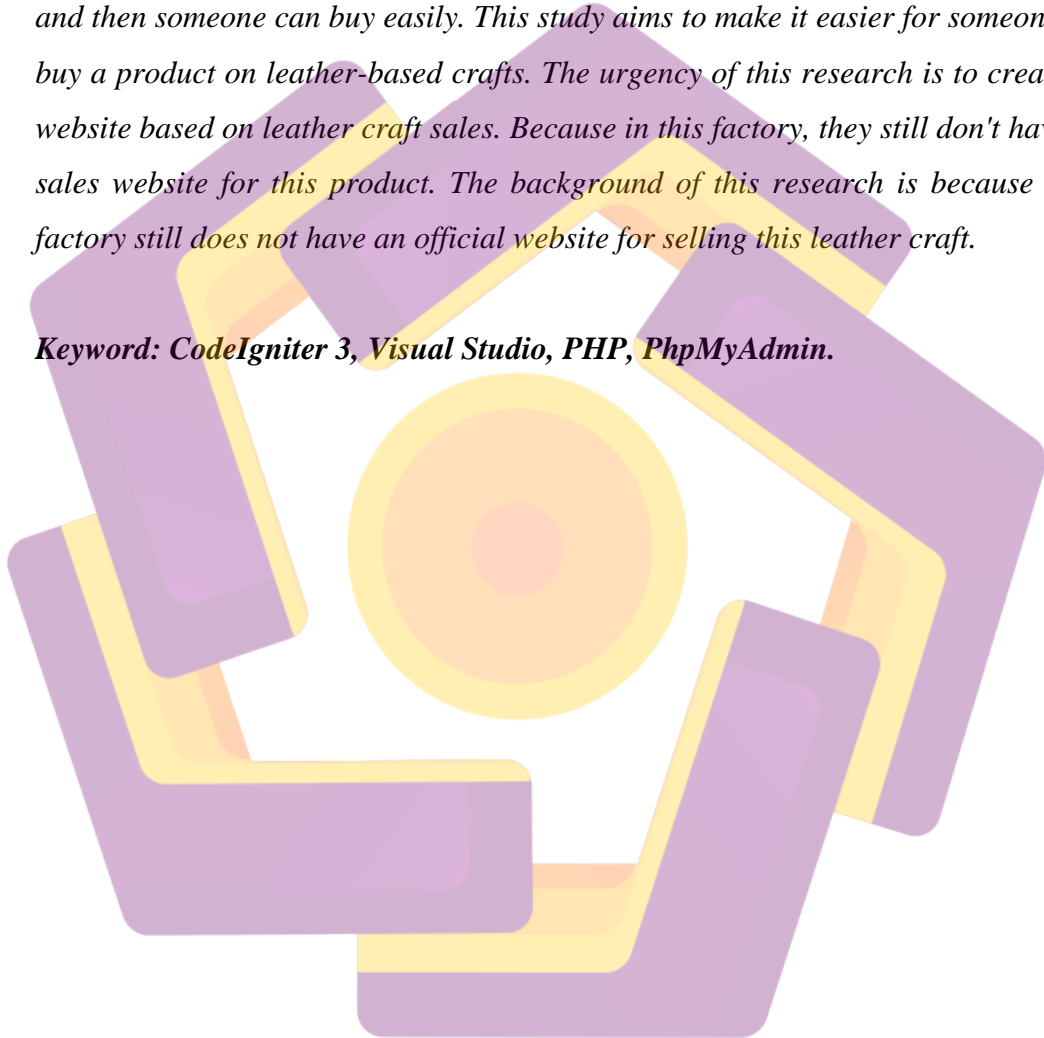 and then someone can buy easily. This study aims to make it easier for someon
buy a product on leather-based crafts. The urgency of this research is to crea
website based on leather craft sales. Because in this factory, they still don't hav
sales website for this product. The background of this research is because
factory still does not have an official website for selling this leather craft.
Keyword: CodeIgniter 3, Visual Studio, PHP, PhpMyAdmin.